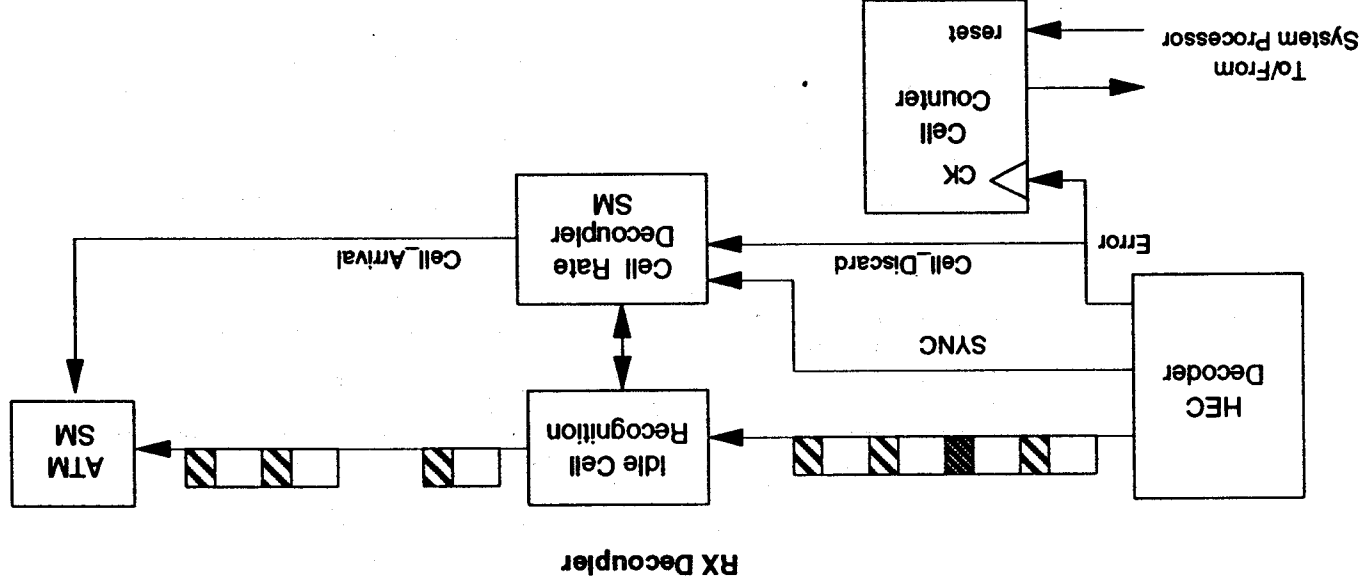 RX Decoupler
HEC
Decoder
Idle Cell
Recognition
ATM
SM
SYNC
Error
Cell_Discard
Cell Rate
Decoupler
SM
Cell_Arrival
CK
Cell
Counter
reset
To/From
System Processor